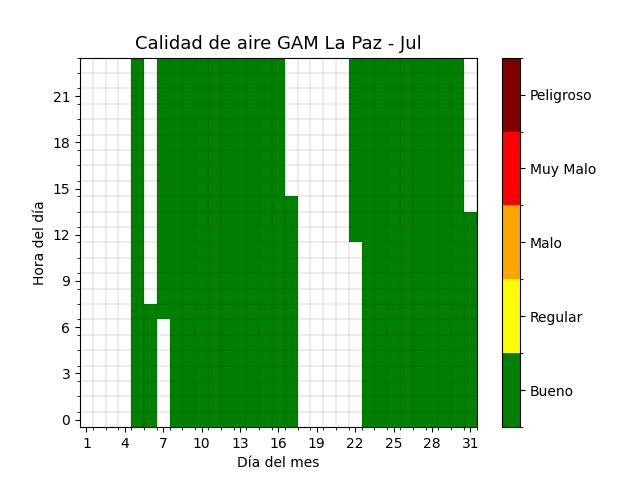 Calidad de aire GAM La Paz - Jul
Hora del día
21
18
15
12
9
6
3
0
1 4 7 10 13 16 19 22 25 28 31
Día del mes
Peligroso
Muy Malo
Malo
Regular
Bueno